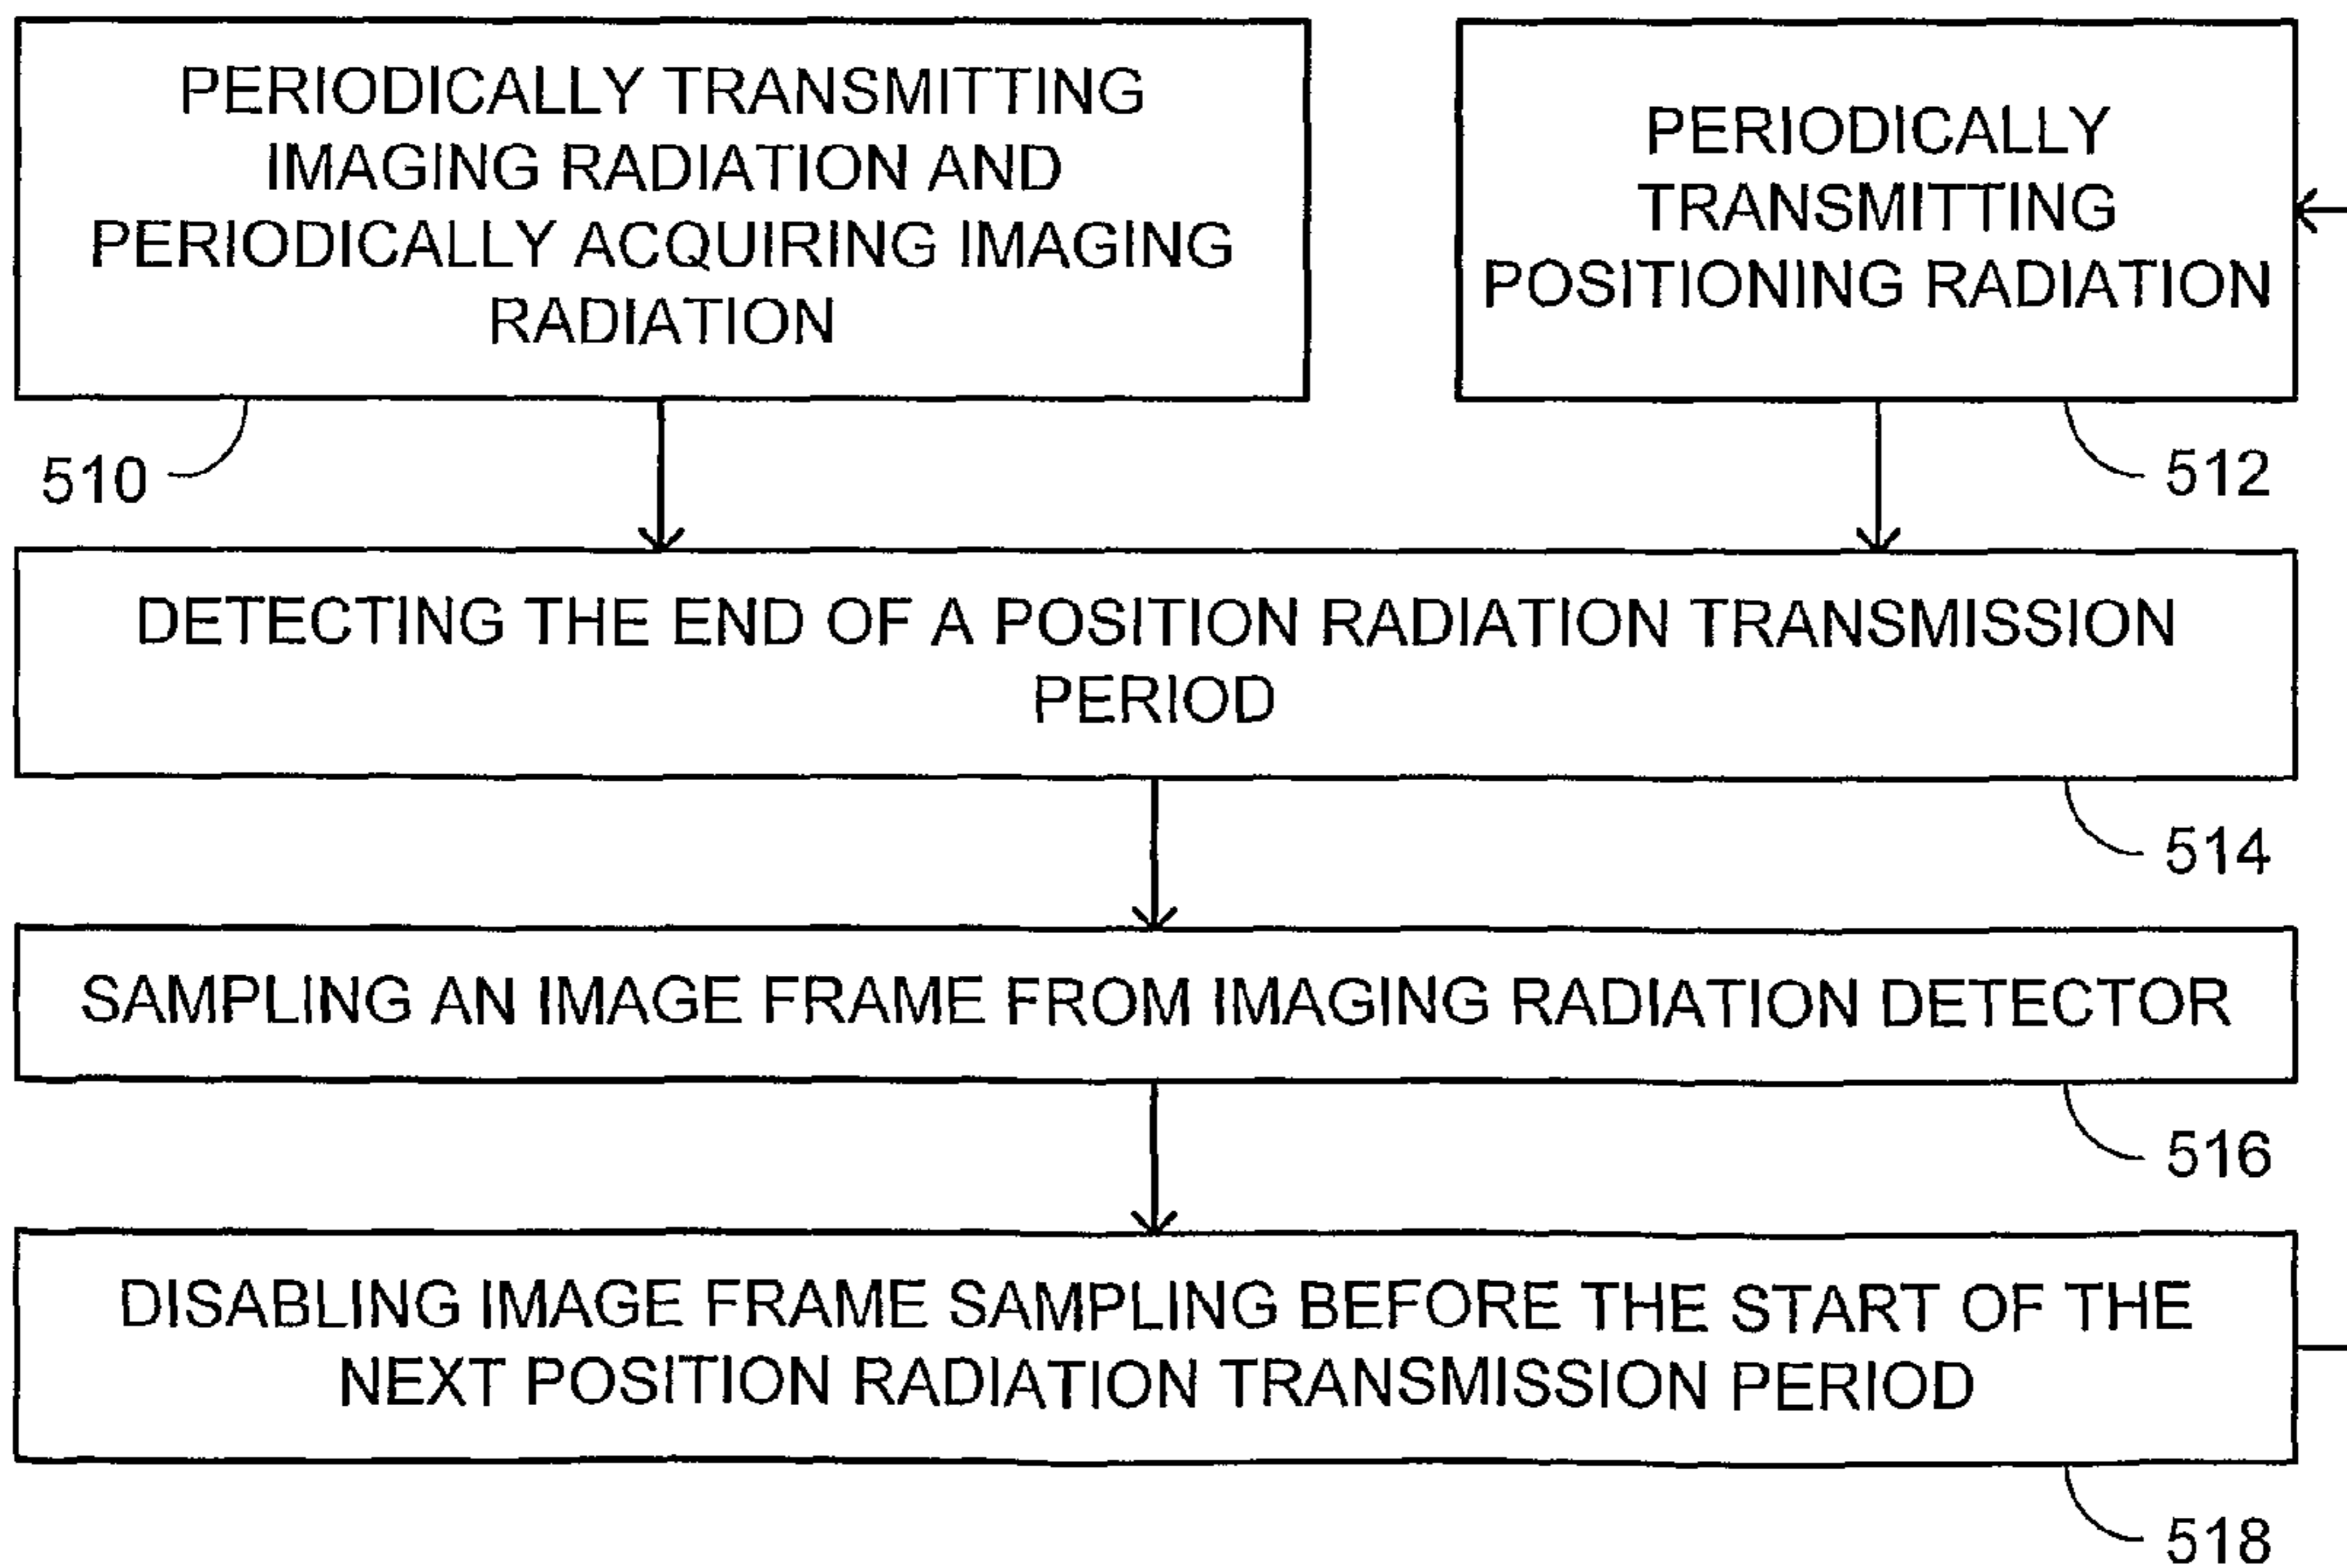 PERIODICALLY TRANSMITTING
IMAGING RADIATION AND
PERIODICALLY ACQUIRING IMAGING
RADIATION
510
PERIODICALLY
TRANSMITTING
POSITIONING RADIATION
512
DETECTING THE END OF A POSITION RADIATION TRANSMISSION
PERIOD
514
SAMPLING AN IMAGE FRAME FROM IMAGING RADIATION DETECTOR
516
DISABLING IMAGE FRAME SAMPLING BEFORE THE START OF THE
NEXT POSITION RADIATION TRANSMISSION PERIOD
518